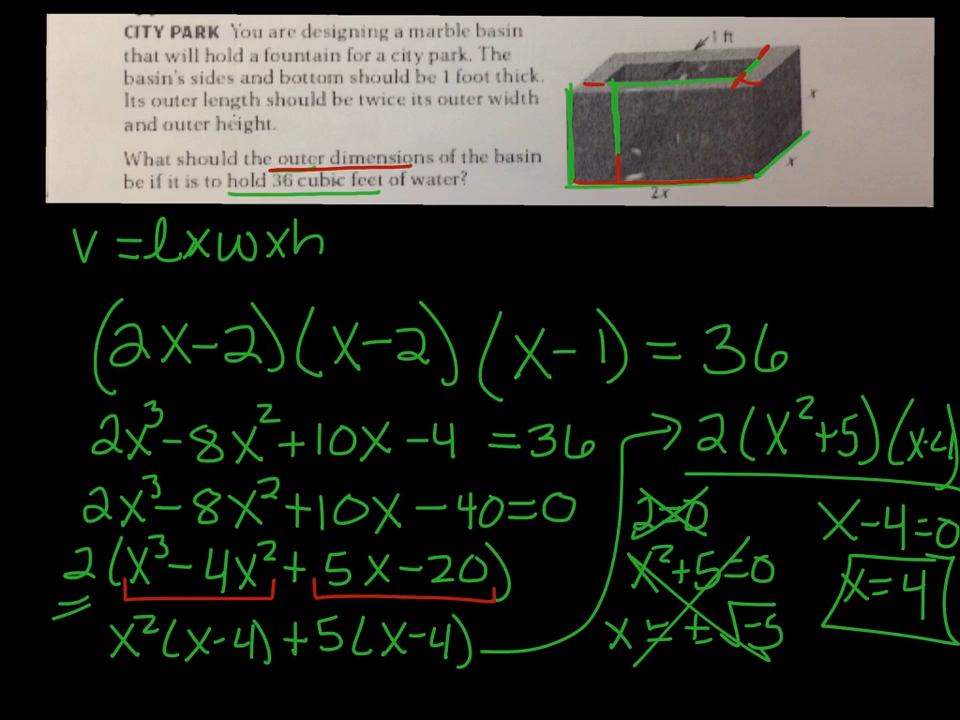 CITY PARK You are designing a marble basin
that will hold a fountain for a city park. The
basin's sides and bottom should be 1 foot thick.
Its outer length should be twice its outer width
and outer height.
What should the outer dimensions of the basin
be if it is to hold 36 cubic feet of water?
1 ft
x
x
2x
V = l x w x h
(2x-2)(x-2)(x-1) = 36
2x³-8x²+10x-4 =36
2x³-8x²+10x-40=0
2(x³-4x²+5x-20)
=
x²(x-4)+5(x-4)
→ 2(x²+5)(x-4)
2=0
x²+5=0
x=±√-5
x-4=0
x=4